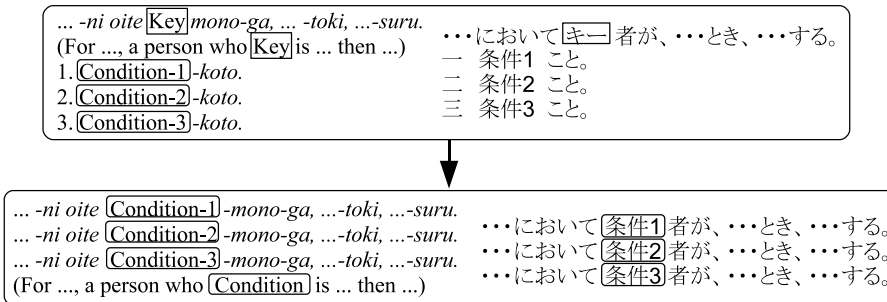 ... -ni oite Key mono-ga, ... -toki, ...-suru.
(For ..., a person who Key is ... then ...)
1. Condition-1 -koto.
2. Condition-2 -koto.
3. Condition-3 -koto.
・・・において キー 者が、・・・とき、・・・する。
一 条件1 こと。
二 条件2 こと。
三 条件3 こと。
... -ni oite Condition-1 -mono-ga, ...-toki, ...-suru.
... -ni oite Condition-2 -mono-ga, ...-toki, ...-suru.
... -ni oite Condition-3 -mono-ga, ...-toki, ...-suru.
(For ..., a person who Condition is ... then ...)
・・・において 条件1 者が、・・・とき、・・・する。
・・・において 条件2 者が、・・・とき、・・・する。
・・・において 条件3 者が、・・・とき、・・・する。